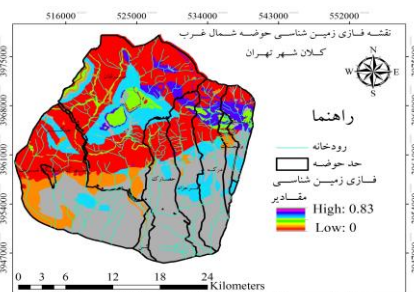 516000 525000 534000 543000 552000
نقشه فازی زمین شناسی حوضه شمال غرب
کلان شهر تهران
N
W E
S
راهنما
رودخانه
حد حوضه
فازی زمین شناسی
مقادیر
High: 0.83
Low: 0
3975000
3968000
3961000
3954000
3947000
0 3 6 12 18 24
Kilometers